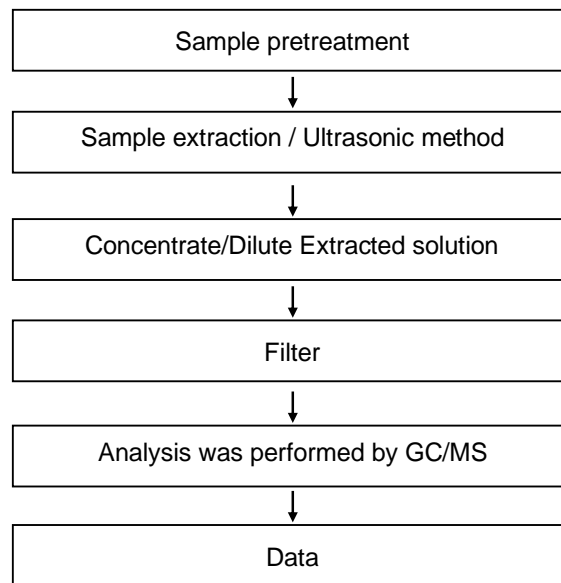 Sample pretreatment
Sample extraction / Ultrasonic method
Concentrate/Dilute Extracted solution
Filter
Analysis was performed by GC/MS
Data